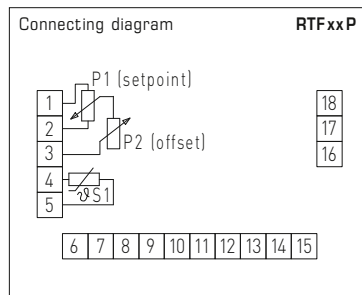 Connecting diagram RTFxxP
P1 (setpoint)
1 18
2 17
P2 (offset)
3 16
4
ϑS1
5
6 7 8 9 10 11 12 13 14 15